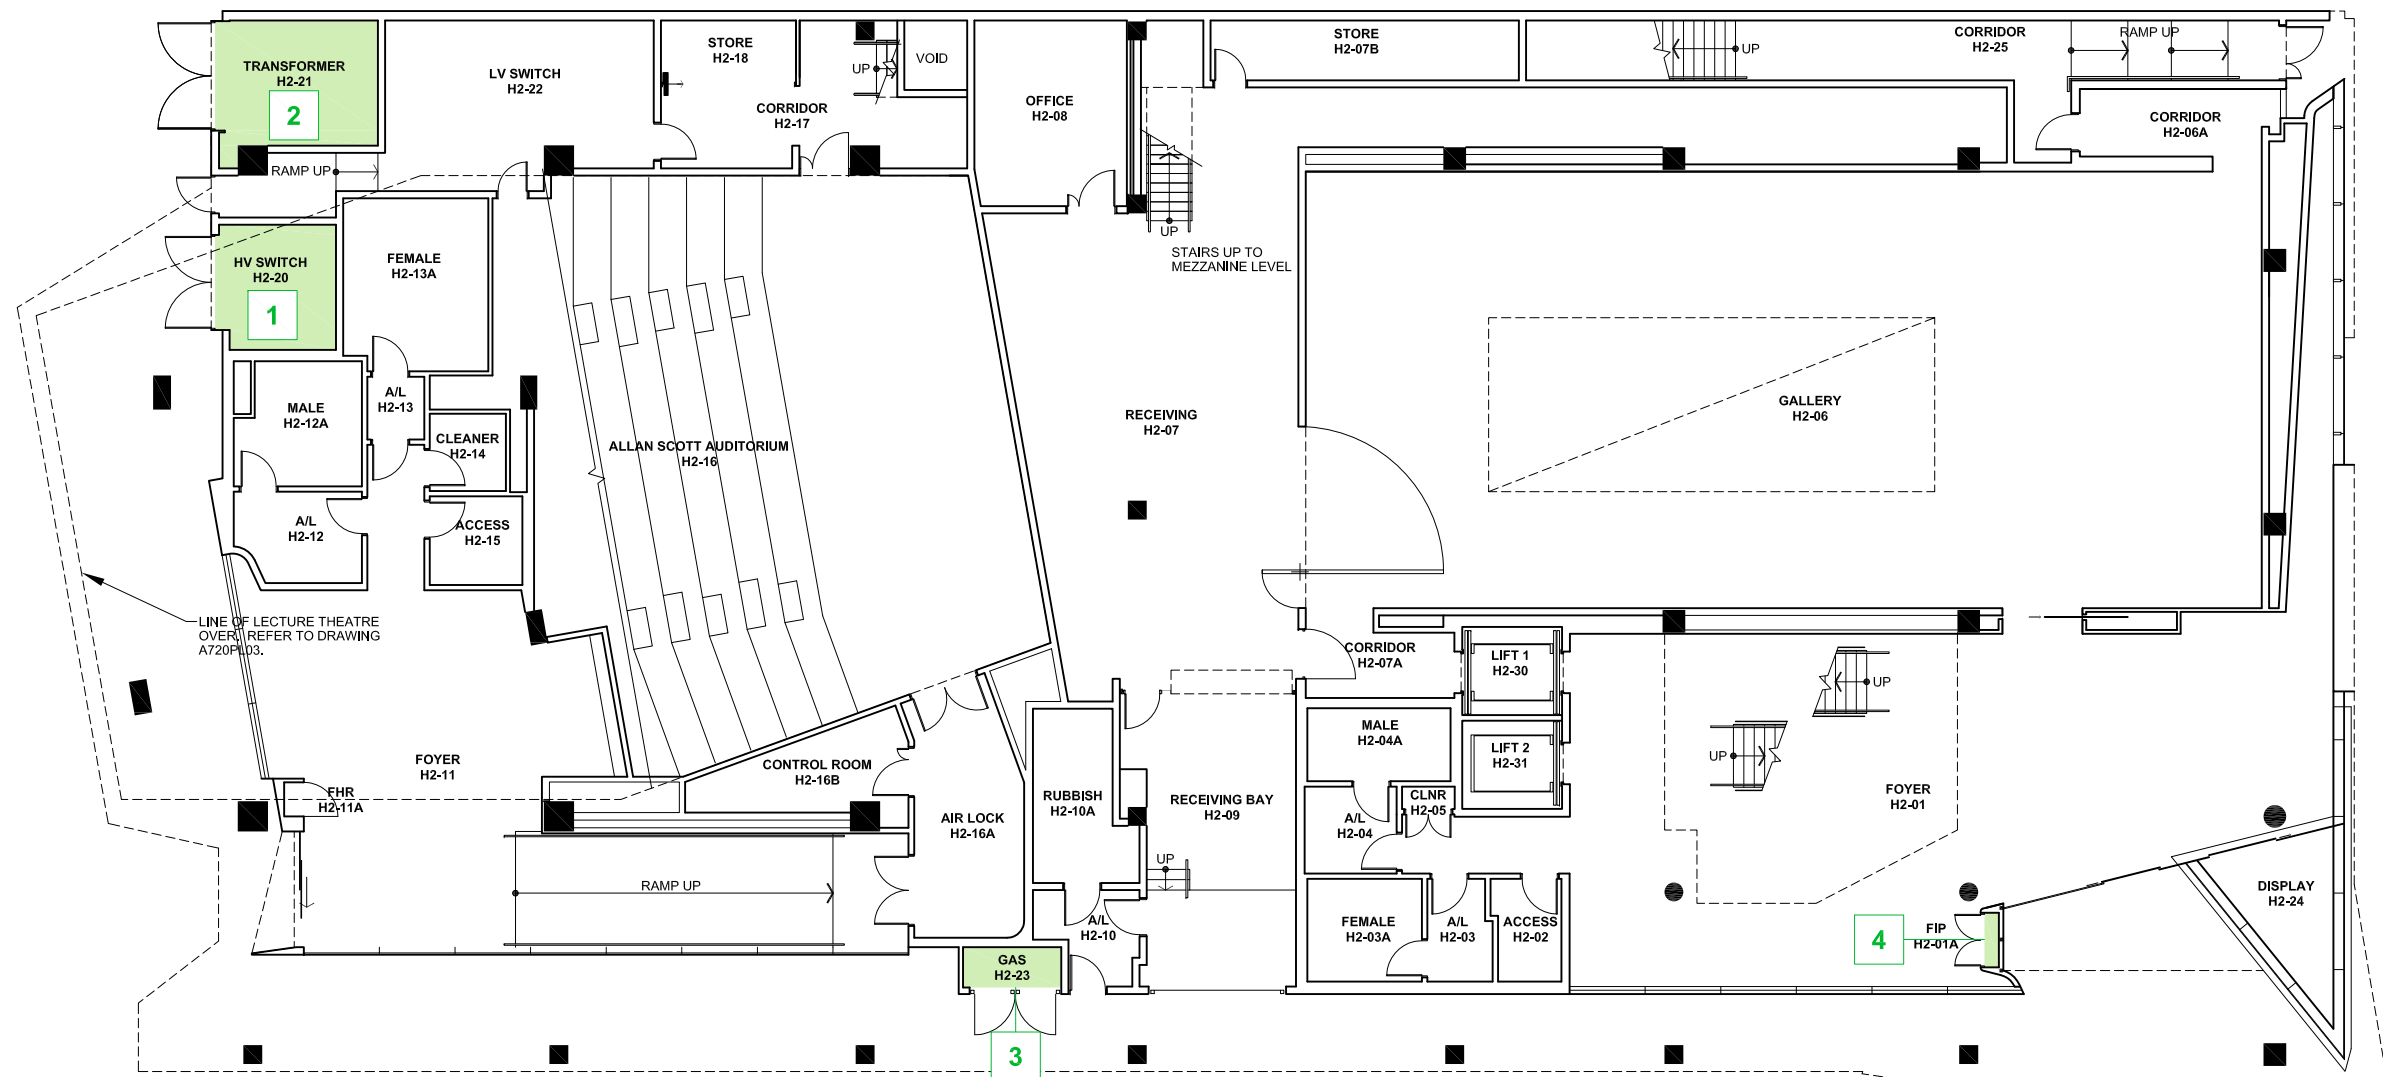 TRANSFORMER
H2-21
2
LV SWITCH
H2-22
STORE
H2-18
UP
VOID
CORRIDOR
H2-17
OFFICE
H2-08
STORE
H2-07B
UP
CORRIDOR
H2-25
RAMP UP
CORRIDOR
H2-06A
RAMP UP
HV SWITCH
H2-20
1
FEMALE
H2-13A
UP
STAIRS UP TO
MEZZANINE LEVEL
MALE
H2-12A
A/L
H2-13
CLEANER
H2-14
ALLAN SCOTT AUDITORIUM
H2-16
RECEIVING
H2-07
GALLERY
H2-06
A/L
H2-12
ACCESS
H2-15
LINE OF LECTURE THEATRE
OVER. REFER TO DRAWING
A720PL03.
CORRIDOR
H2-07A
LIFT 1
H2-30
UP
MALE
H2-04A
LIFT 2
H2-31
UP
FOYER
H2-11
CONTROL ROOM
H2-16B
FHR
H2-11A
RUBBISH
H2-10A
RECEIVING BAY
H2-09
CLNR
H2-05
A/L
H2-04
FOYER
H2-01
AIR LOCK
H2-16A
UP
RAMP UP
DISPLAY
H2-24
A/L
H2-10
FEMALE
H2-03A
A/L
H2-03
ACCESS
H2-02
4
FIP
H2-01A
GAS
H2-23
3